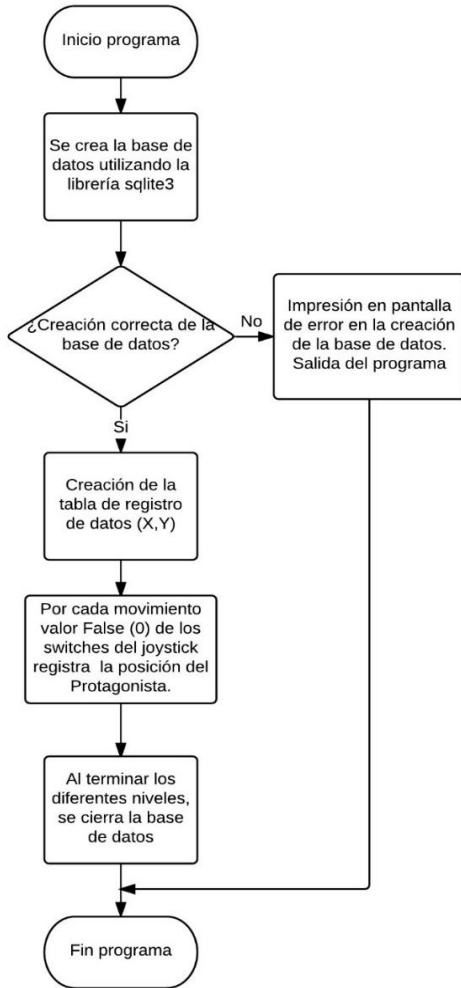 Inicio programa
Se crea la base de
datos utilizando la
librería sqlite3
¿Creación correcta de la
base de datos?
No
Impresión en pantalla
de error en la creación
de la base de datos.
Salida del programa
Si
Creación de la
tabla de registro
de datos (X,Y)
Por cada movimiento
valor False (0) de los
switches del joystick
registra la posición del
Protagonista.
Al terminar los
diferentes niveles,
se cierra la base
de datos
Fin programa